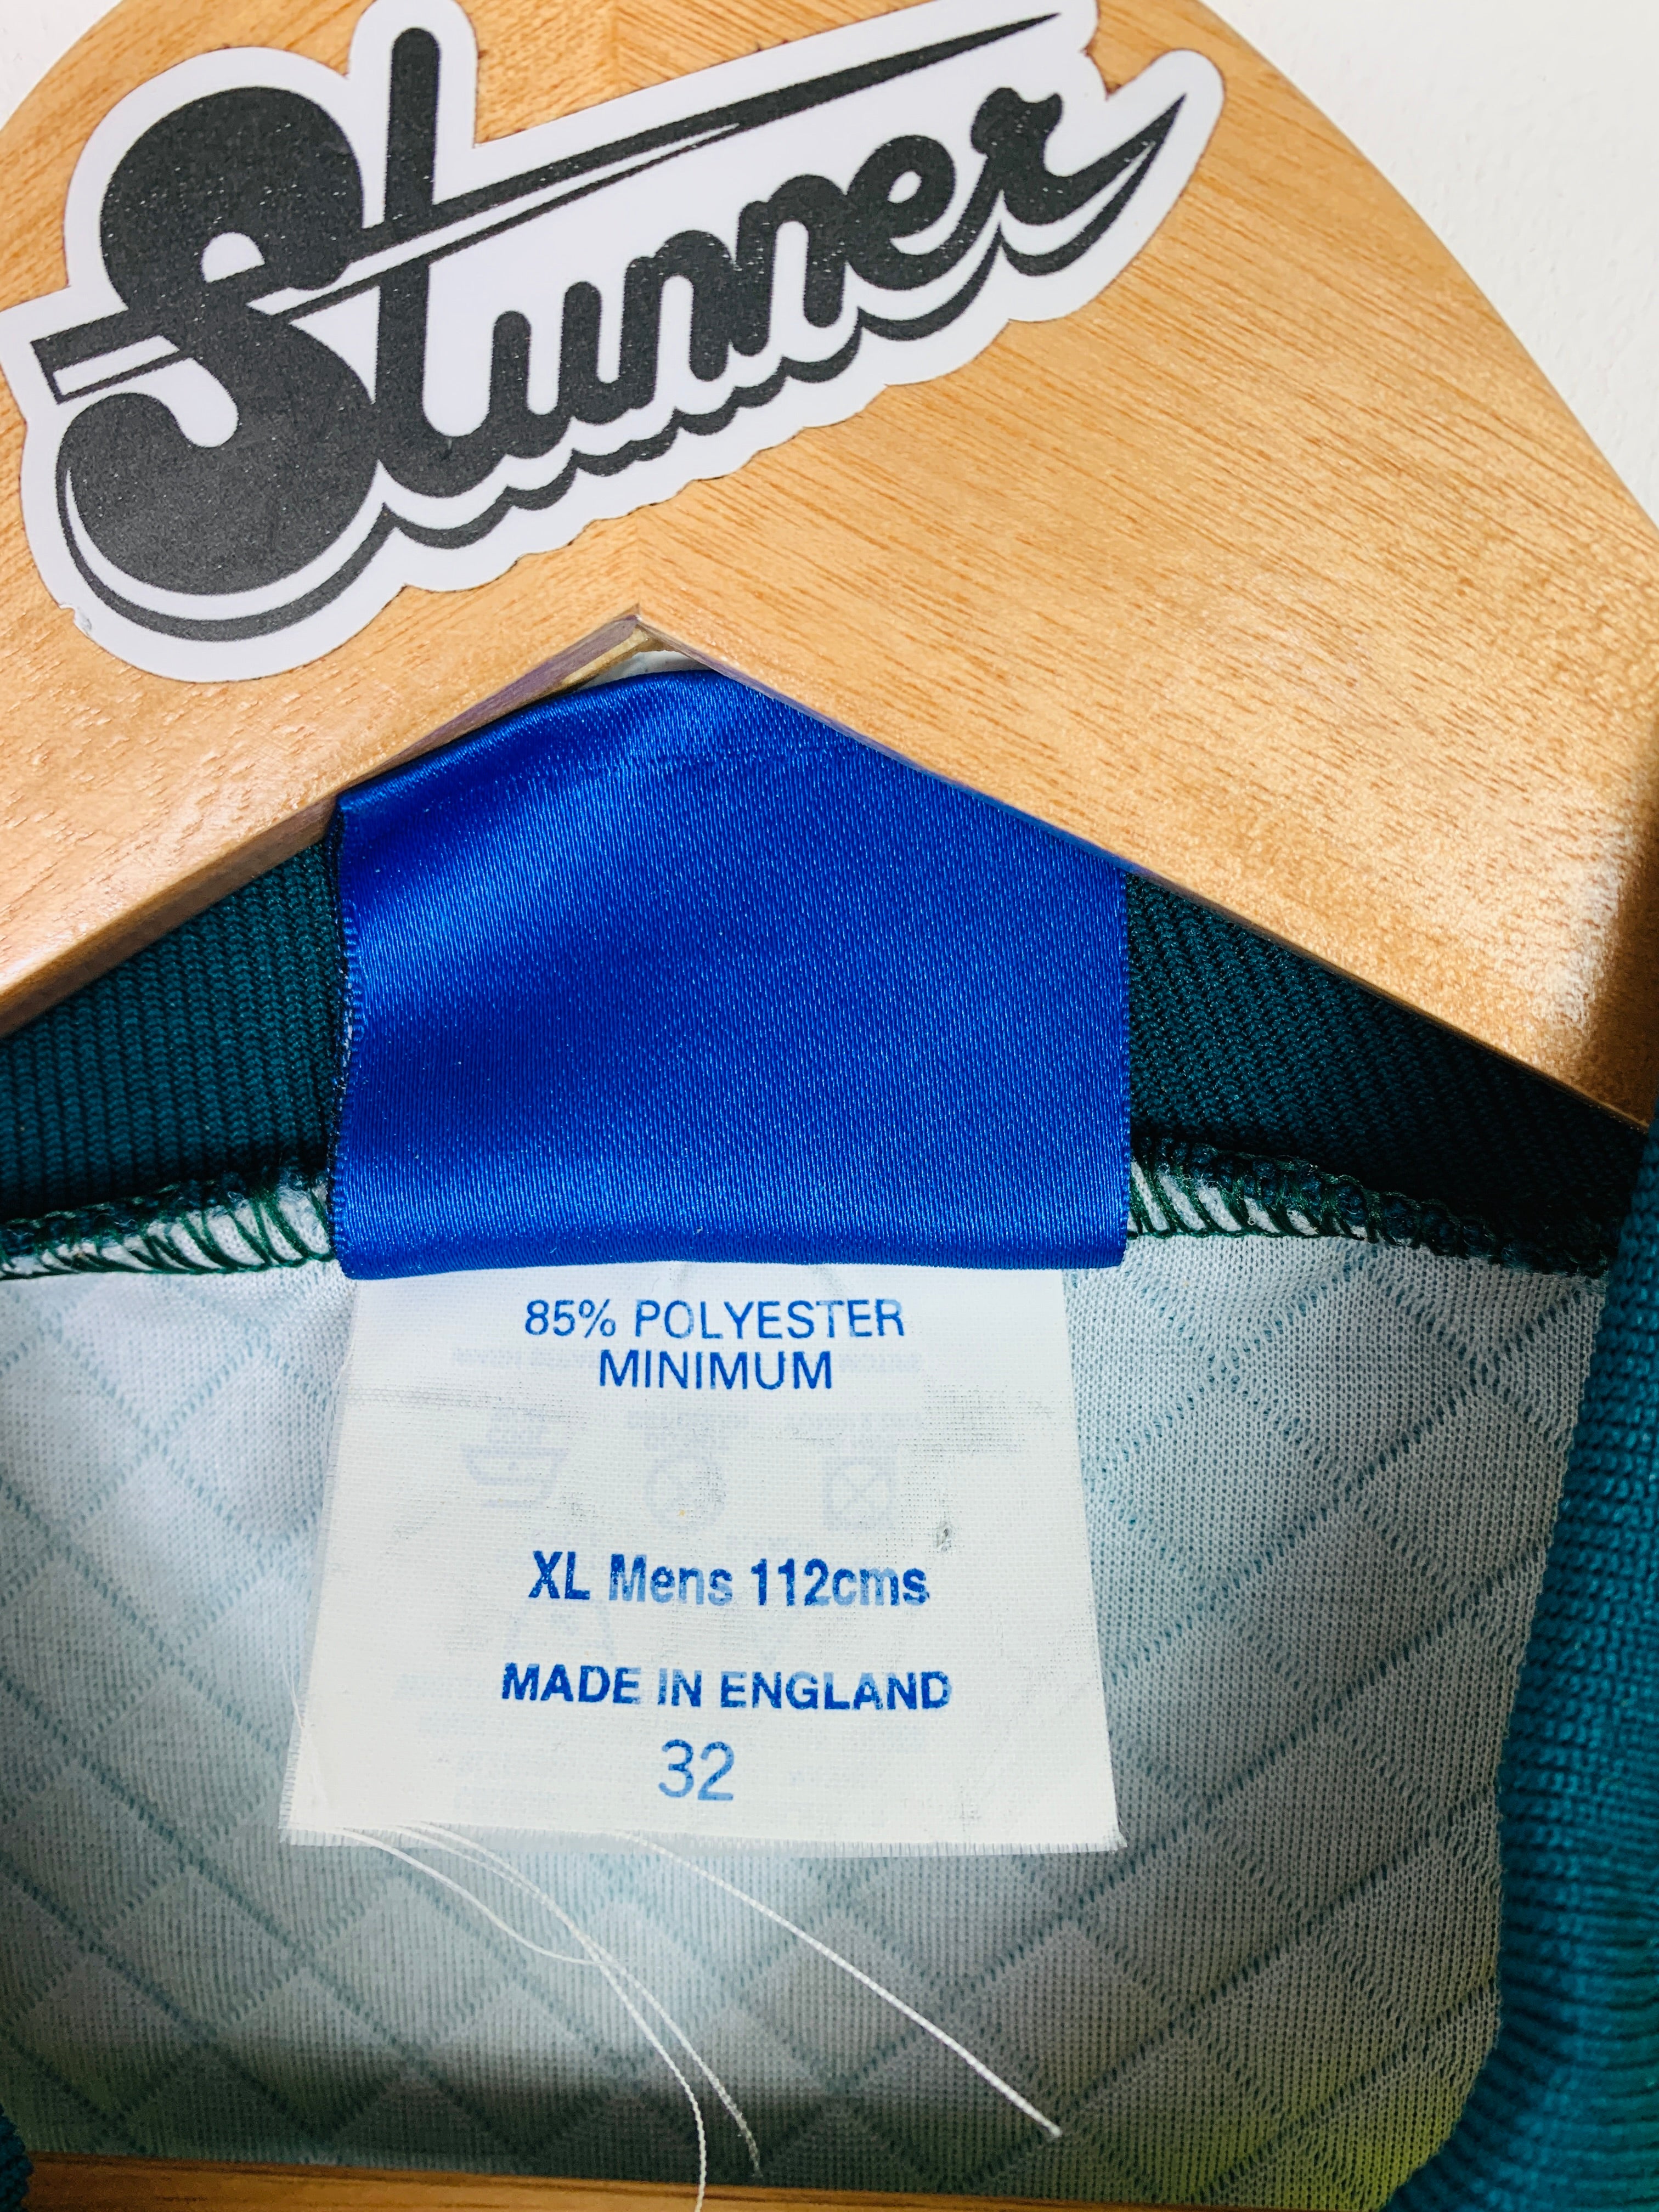 Stunner
85% POLYESTER
MINIMUM
XL Mens 112cms
MADE IN ENGLAND
32